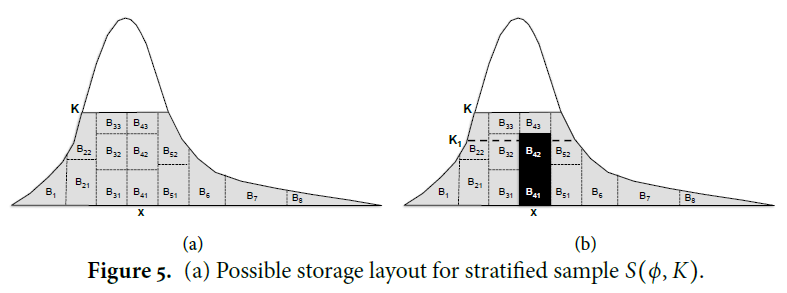 K
B33 B43
B22 B32 B42 B52
B21
B1 B31 B41 B51 B6 B7 B8
x
(a)
K
K1
B33 B43
B22 B32 B42 B52
B21
B1 B31 B41 B51 B6 B7 B8
x
(b)
Figure 5. (a) Possible storage layout for stratified sample S(ϕ, K).